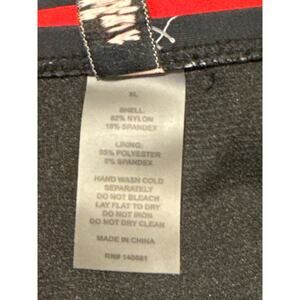 XL
SHELL:
82% NYLON
18% SPANDEX
LINING:
95% POLYESTER
5% SPANDEX
HAND WASH COLD
SEPARATELY
DO NOT BLEACH
LAY FLAT TO DRY
DO NOT IRON
DO NOT DRY CLEAN
MADE IN CHINA
RN# 140681